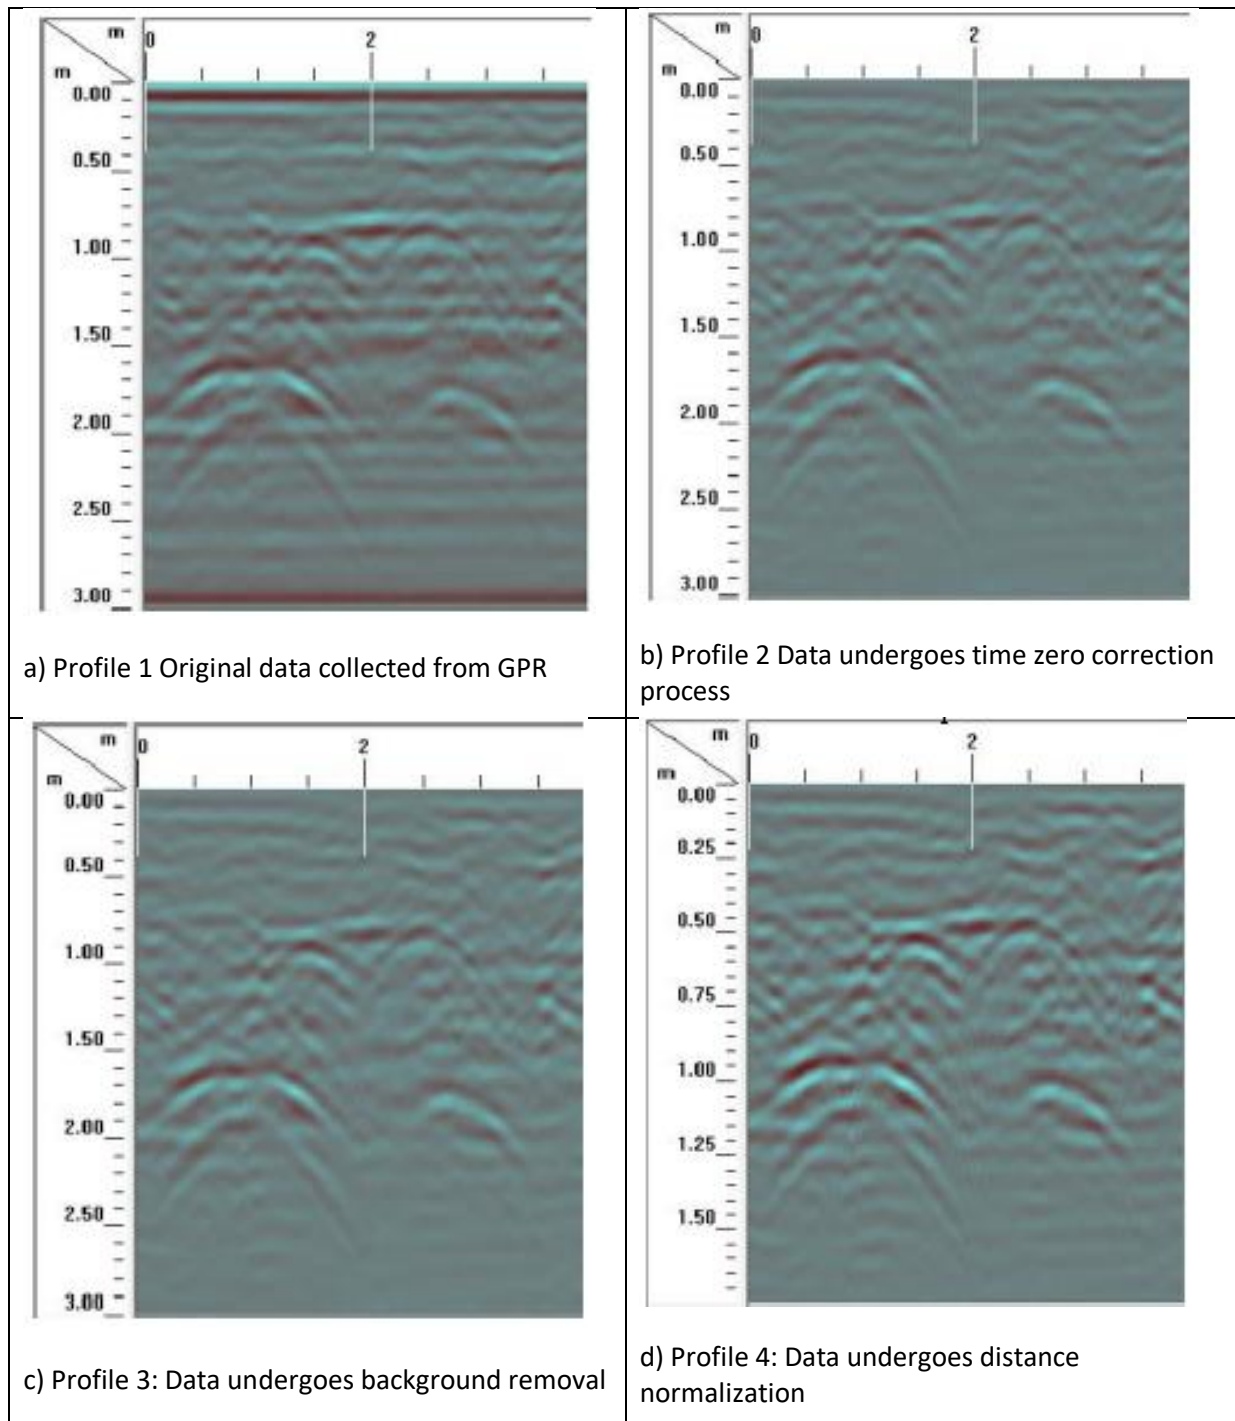 m
0
2
m
0.00
0.50
1.00
1.50
2.00
2.50
3.00
a) Profile 1 Original data collected from GPR
m
0
2
m
0.00
0.50
1.00
1.50
2.00
2.50
3.00
b) Profile 2 Data undergoes time zero correction
process
m
0
2
m
0.00
0.50
1.00
1.50
2.00
2.50
3.00
c) Profile 3: Data undergoes background removal
m
0
2
m
0.00
0.25
0.50
0.75
1.00
1.25
1.50
d) Profile 4: Data undergoes distance
normalization